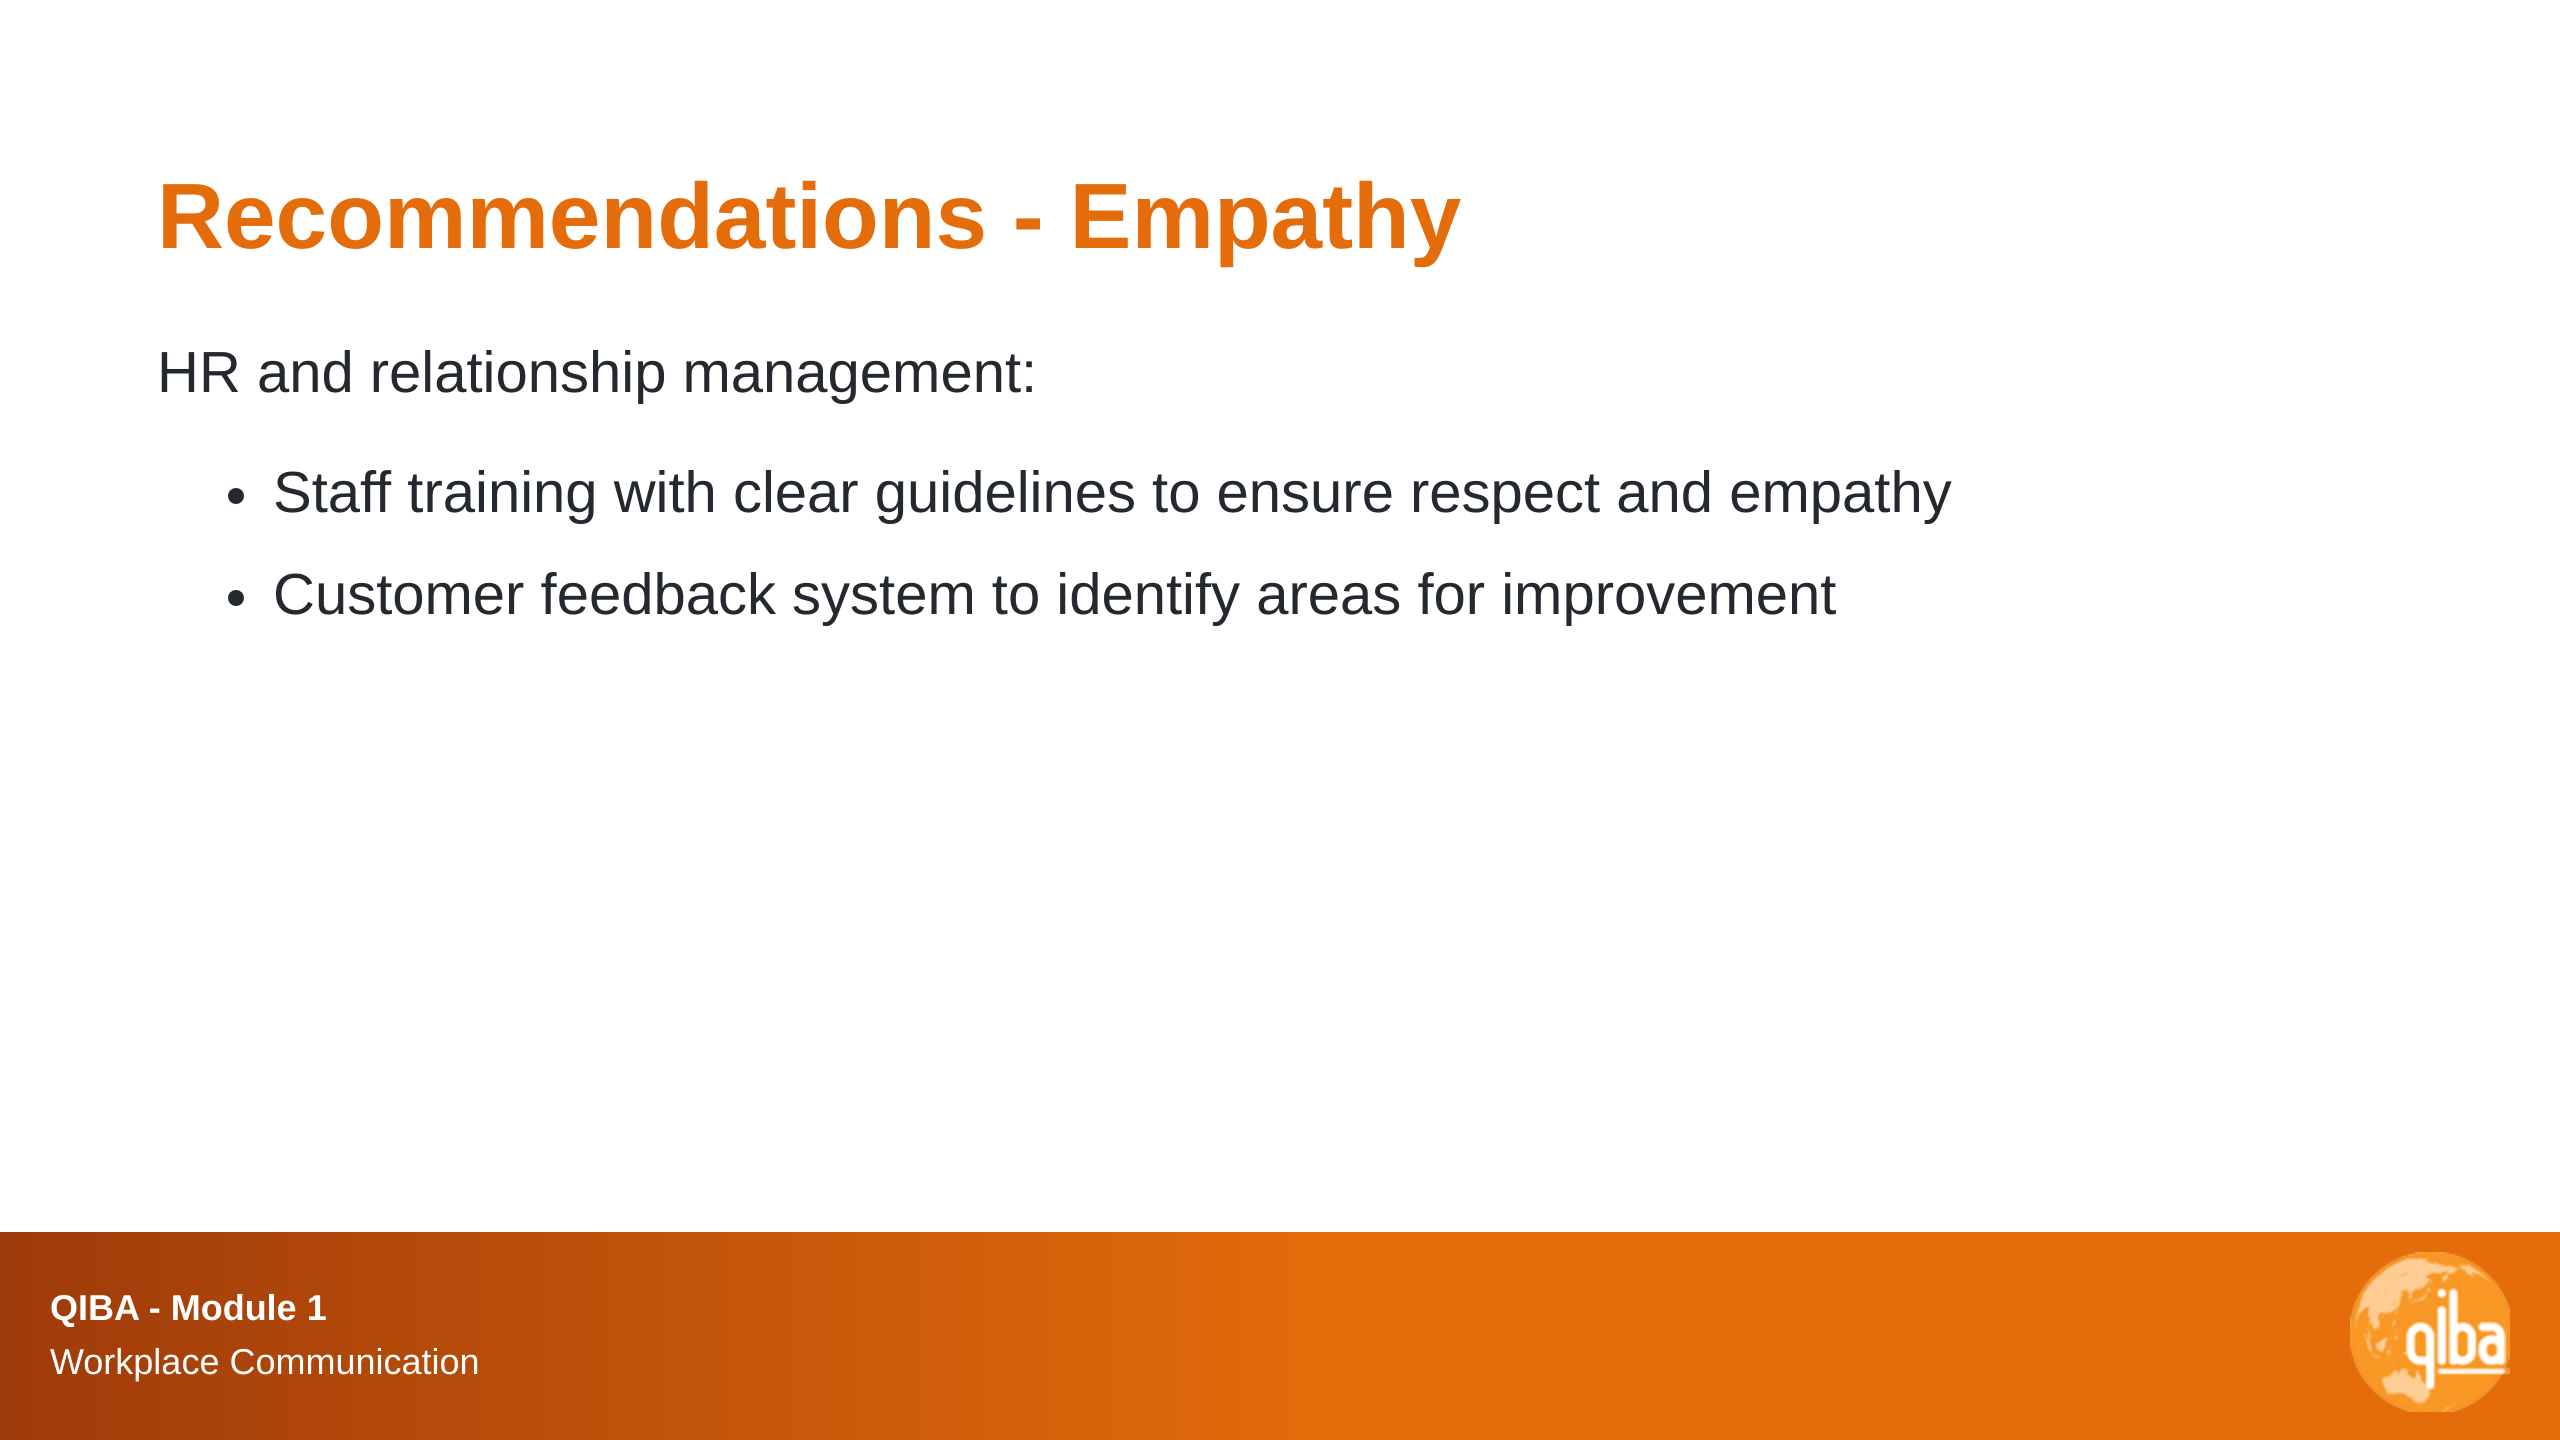 Recommendations - Empathy
HR and relationship management:
• Staff training with clear guidelines to ensure respect and empathy
• Customer feedback system to identify areas for improvement
QIBA - Module 1
Workplace Communication
qiba